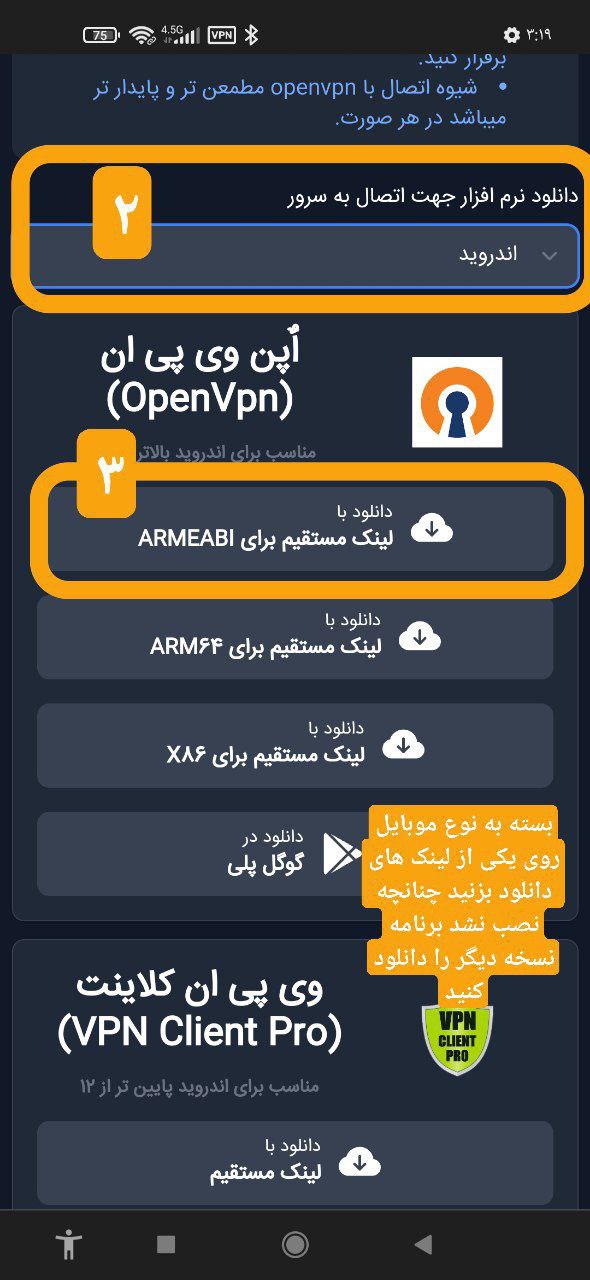 75
4.5G
VPN
۳:۱۹
برقرار کنید.
• شیوه اتصال با openvpn مطمعن تر و پایدار تر
میباشد در هر صورت.
۲
دانلود نرم افزار جهت اتصال به سرور
اندروید
اُپن وی پی ان
(OpenVpn)
مناسب برای اندروید بالاتر
۳
دانلود با
لینک مستقیم برای ARMEABI
دانلود با
لینک مستقیم برای ARM۶۴
دانلود با
لینک مستقیم برای X۸۶
دانلود در
گوگل پلی
بسته به نوع موبایل
روی یکی از لینک های
دانلود بزنید چنانچه
نصب نشد برنامه
نسخه دیگر را دانلود
کنید
وی پی ان کلاینت
(VPN Client Pro)
VPN
CLIENT
PRO
مناسب برای اندروید پایین تر از ۱۲
دانلود با
لینک مستقیم